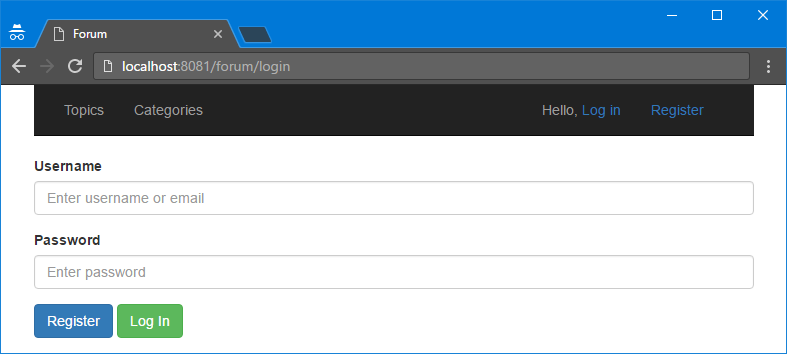 Forum
localhost:8081/forum/login
Topics Categories Hello, Log in Register
Username
Enter username or email
Password
Enter password
Register Log In